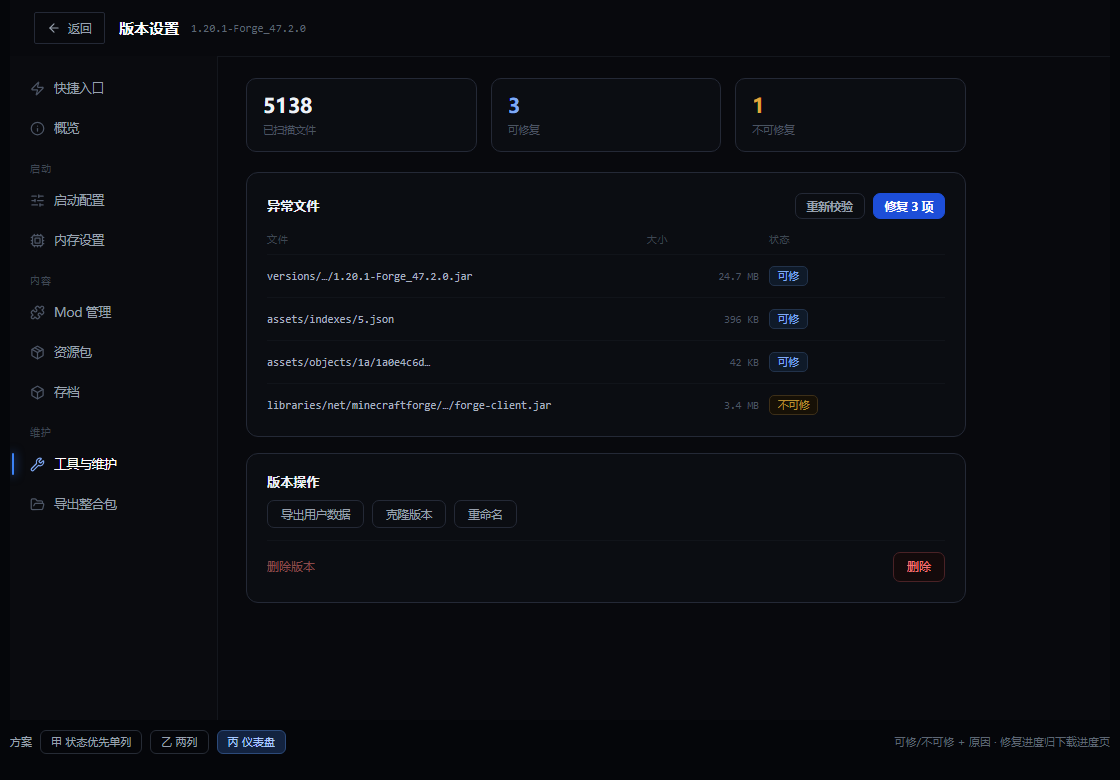 返回 版本设置 1.20.1-Forge_47.2.0
快捷入口
概览
启动
启动配置
内存设置
内容
Mod 管理
资源包
存档
维护
工具与维护
导出整合包
5138
已扫描文件
3
可修复
1
不可修复
异常文件 重新校验 修复 3 项
文件 大小 状态
versions/…/1.20.1-Forge_47.2.0.jar 24.7 MB 可修
assets/indexes/5.json 396 KB 可修
assets/objects/1a/1a0e4c6d… 42 KB 可修
libraries/net/minecraftforge/…/forge-client.jar 3.4 MB 不可修
版本操作
导出用户数据 克隆版本 重命名
删除版本 删除
方案 甲 状态优先单列 乙 两列 丙 仪表盘 可修/不可修 + 原因 · 修复进度归下载进度页